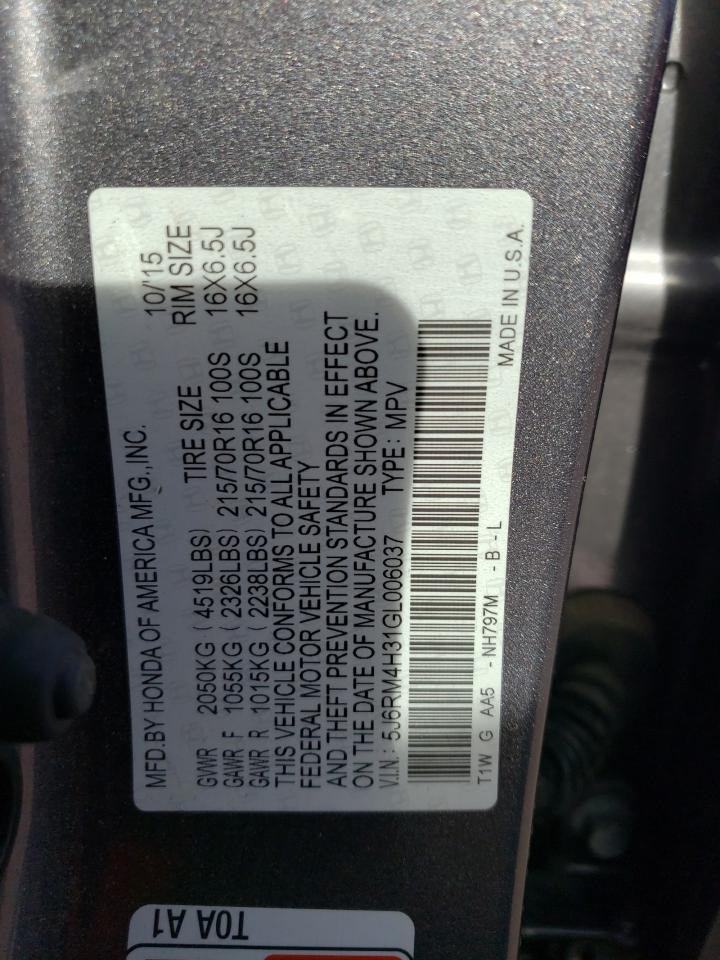 MFD.BY HONDA OF AMERICA MFG.,INC. 10/'15
TIRE SIZE RIM SIZE
GVWR 2050KG (4519LBS)
GAWR F 1055KG (2326LBS) 215/70R16 100S 16X6.5J
GAWR R 1015KG (2238LBS) 215/70R16 100S 16X6.5J
THIS VEHICLE CONFORMS TO ALL APPLICABLE
FEDERAL MOTOR VEHICLE SAFETY
AND THEFT PREVENTION STANDARDS IN EFFECT
ON THE DATE OF MANUFACTURE SHOWN ABOVE.
V.I.N.: 5J6RM4H31GL006037 TYPE: MPV
T1W G AA5 -NH797M - B - L MADE IN U.S.A.
T0A A1